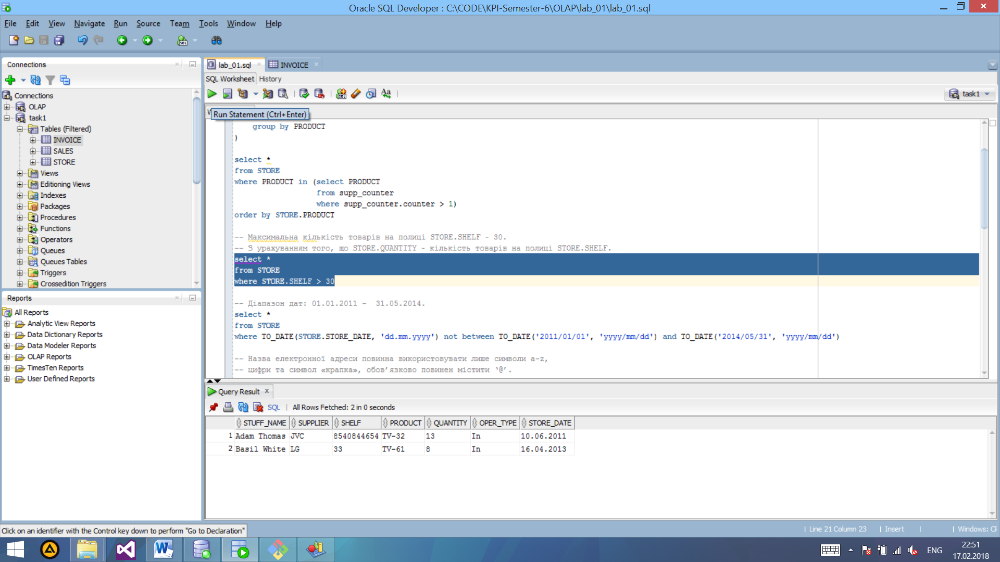 Oracle SQL Developer : C:\CODE\KPI-Semester-6\OLAP\lab_01\lab_01.sql
File Edit View Navigate Run Source Team Tools Window Help
Connections
Connections
OLAP
task1
Tables (Filtered)
INVOICE
SALES
STORE
Views
Editioning Views
Indexes
Packages
Procedures
Functions
Operators
Queues
Queues Tables
Triggers
Crossedition Triggers
Reports
All Reports
Analytic View Reports
Data Dictionary Reports
Data Modeler Reports
OLAP Reports
TimesTen Reports
User Defined Reports
lab_01.sql INVOICE
SQL Worksheet History
task1
Run Statement (Ctrl+Enter)
group by PRODUCT
)
select *
from STORE
where PRODUCT in (select PRODUCT
from supp_counter
where supp_counter.counter > 1)
order by STORE.PRODUCT
-- Максимальна кількість товарів на полиці STORE.SHELF - 30.
-- З урахуванням того, що STORE.QUANTITY - кількість товарів на полиці STORE.SHELF.
select *
from STORE
where STORE.SHELF > 30
-- Діапазон дат: 01.01.2011 - 31.05.2014.
select *
from STORE
where TO_DATE(STORE.STORE_DATE, 'dd.mm.yyyy') not between TO_DATE('2011/01/01', 'yyyy/mm/dd') and TO_DATE('2014/05/31', 'yyyy/mm/dd')
-- Назва електронної адреси повинна використовувати лише символи a-z,
-- цифри та символ «крапка», обов’язково повинен містити ‘@’.
Query Result
SQL All Rows Fetched: 2 in 0 seconds
STUFF_NAME SUPPLIER SHELF PRODUCT QUANTITY OPER_TYPE STORE_DATE
1 Adam Thomas JVC 8540844654 TV-32 13 In 10.06.2011
2 Basil White LG 33 TV-61 8 In 16.04.2013
Click on an identifier with the Control key down to perform "Go to Declaration"
Line 21 Column 23 Insert Windows: CF
ENG
22:51
17.02.2018